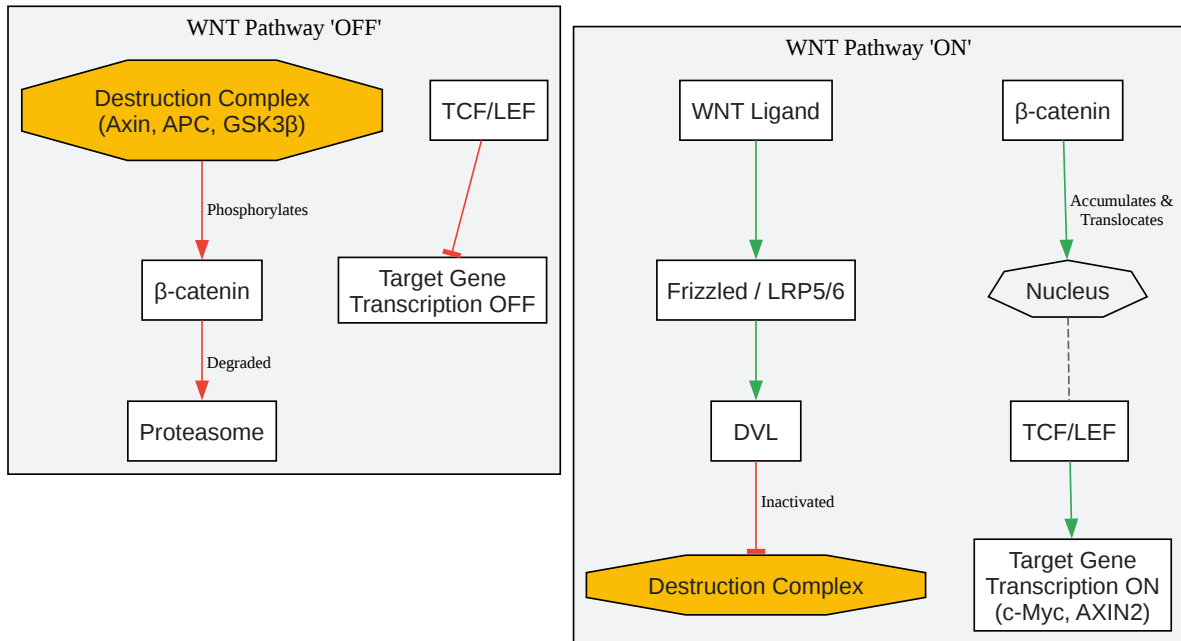 WNT Pathway 'OFF'
Destruction Complex
(Axin, APC, GSK3β)
TCF/LEF
Phosphorylates
β-catenin
Target Gene
Transcription OFF
Degraded
Proteasome
WNT Pathway 'ON'
WNT Ligand
β-catenin
Accumulates &
Translocates
Frizzled / LRP5/6
Nucleus
DVL
TCF/LEF
Inactivated
Destruction Complex
Target Gene
Transcription ON
(c-Myc, AXIN2)